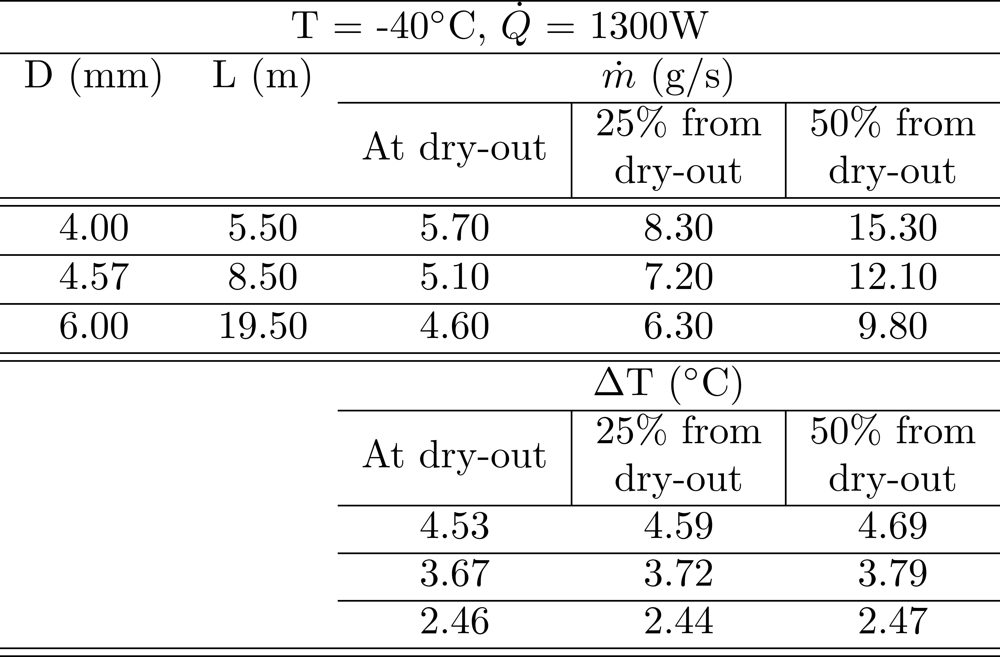 T = -40°C, Q̇ = 1300W
D (mm) L (m) ṁ (g/s)
At dry-out 25% from dry-out 50% from dry-out
4.00 5.50 5.70 8.30 15.30
4.57 8.50 5.10 7.20 12.10
6.00 19.50 4.60 6.30 9.80
ΔT (°C)
At dry-out 25% from dry-out 50% from dry-out
4.53 4.59 4.69
3.67 3.72 3.79
2.46 2.44 2.47